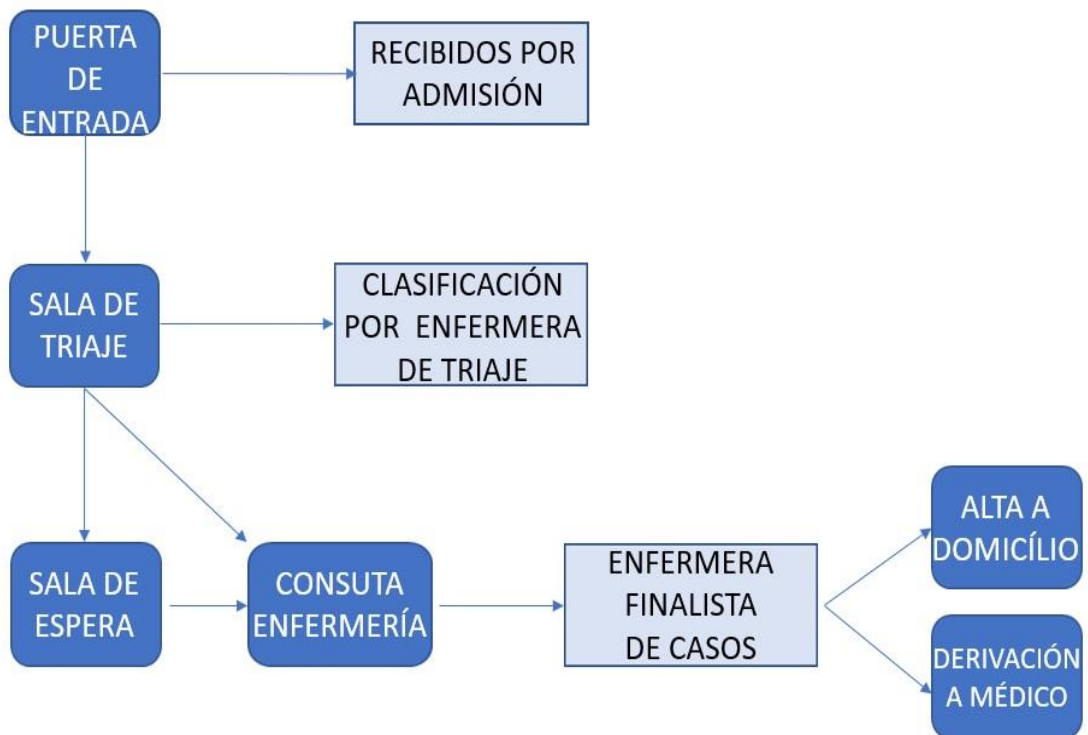 PUERTA
DE
ENTRADA
RECIBIDOS POR
ADMISIÓN
SALA DE
TRIAJE
CLASIFICACIÓN
POR ENFERMERA
DE TRIAJE
SALA DE
ESPERA
CONSUTA
ENFERMERÍA
ENFERMERA
FINALISTA
DE CASOS
ALTA A
DOMICÍLIO
DERIVACIÓN
A MÉDICO